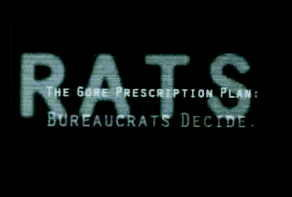 RATS
The Gore Prescription Plan:
Bureaucrats Decide.